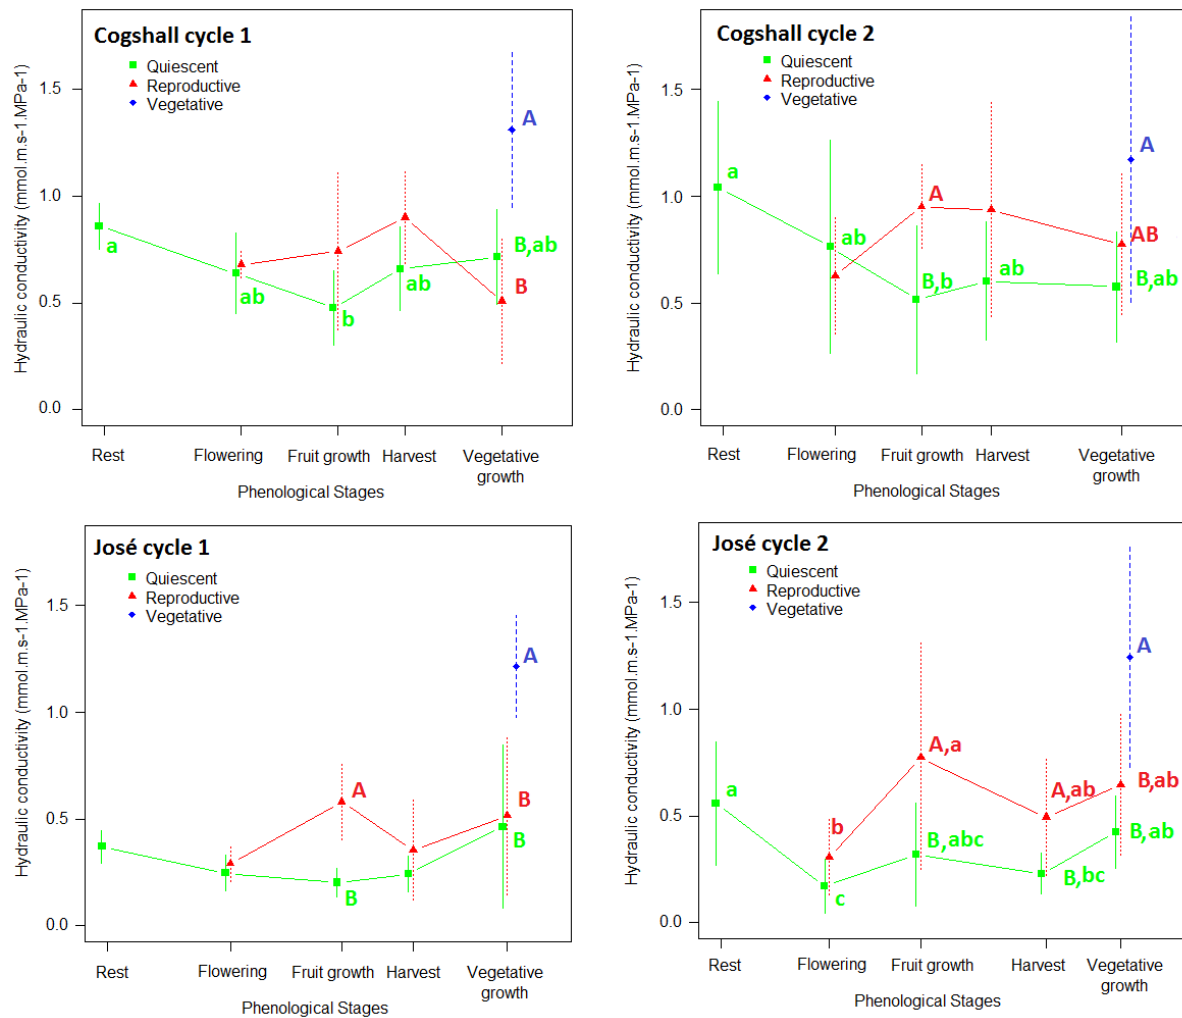 Cogshall cycle 1
Quiescent
Reproductive
Vegetative
Hydraulic conductivity (mmol.m.s-1.MPa-1)
1.5
1.0
0.5
0.0
a
ab
b
ab
B,ab
B
A
Rest
Flowering
Fruit growth
Harvest
Vegetative
growth
Phenological Stages
Cogshall cycle 2
Quiescent
Reproductive
Vegetative
Hydraulic conductivity (mmol.m.s-1.MPa-1)
1.5
1.0
0.5
0.0
a
ab
A
B,b
ab
A
AB
B,ab
Rest
Flowering
Fruit growth
Harvest
Vegetative
growth
Phenological Stages
José cycle 1
Quiescent
Reproductive
Vegetative
Hydraulic conductivity (mmol.m.s-1.MPa-1)
1.5
1.0
0.5
0.0
A
B
A
B
B
Rest
Flowering
Fruit growth
Harvest
Vegetative
growth
Phenological Stages
José cycle 2
Quiescent
Reproductive
Vegetative
Hydraulic conductivity (mmol.m.s-1.MPa-1)
1.5
1.0
0.5
0.0
a
b
c
A,a
B,abc
A,ab
B,bc
A
B,ab
B,ab
Rest
Flowering
Fruit growth
Harvest
Vegetative
growth
Phenological Stages